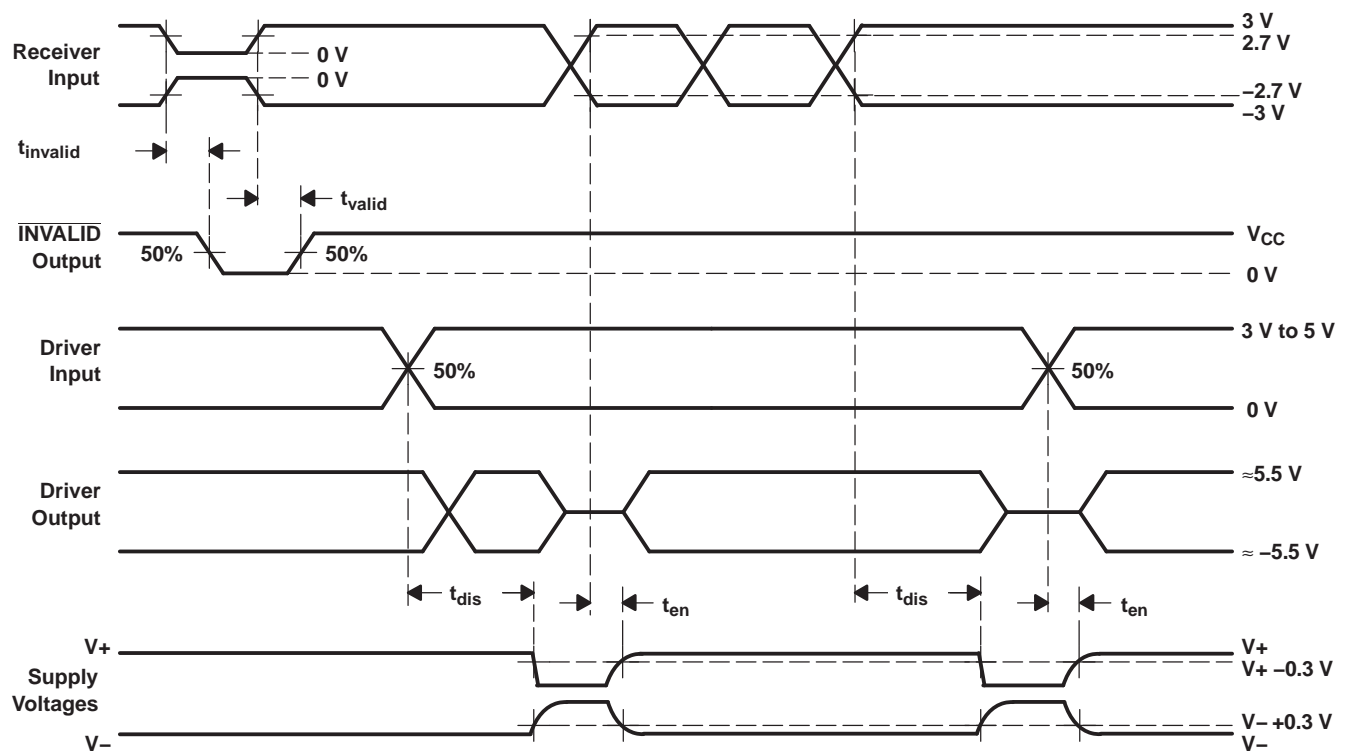 3 V
2.7 V
Receiver
Input
0 V
0 V
–2.7 V
–3 V
tinvalid
tvalid
INVALID
Output
50%
50%
VCC
0 V
Driver
Input
50%
50%
3 V to 5 V
0 V
Driver
Output
≈5.5 V
≈ –5.5 V
tdis
ten
tdis
ten
V+
V+
V+ –0.3 V
Supply
Voltages
V– +0.3 V
V–
V–